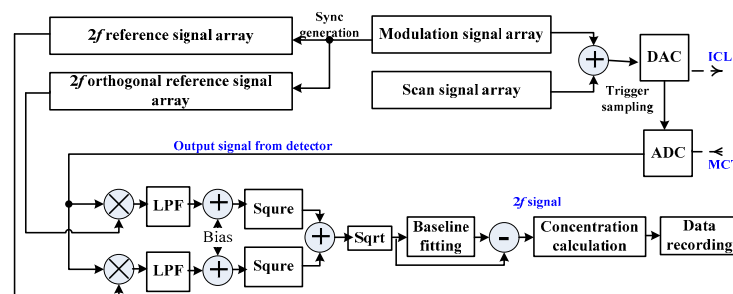 2f reference signal array
Sync
generation
Modulation signal array
DAC
ICL
2f orthogonal reference signal
array
Scan signal array
Trigger
sampling
Output signal from detector
ADC
MCT
2f signal
LPF
Squre
Bias
Sqrt
Baseline
fitting
Concentration
calculation
Data
recording
LPF
Squre